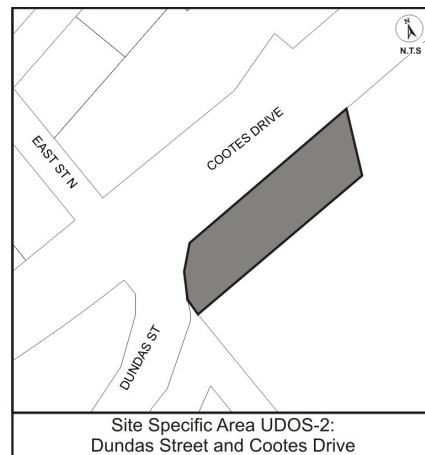 N
N.T.S
COOTES DRIVE
EAST ST N
DUNDAS ST
Site Specific Area UDOS-2:
Dundas Street and Cootes Drive